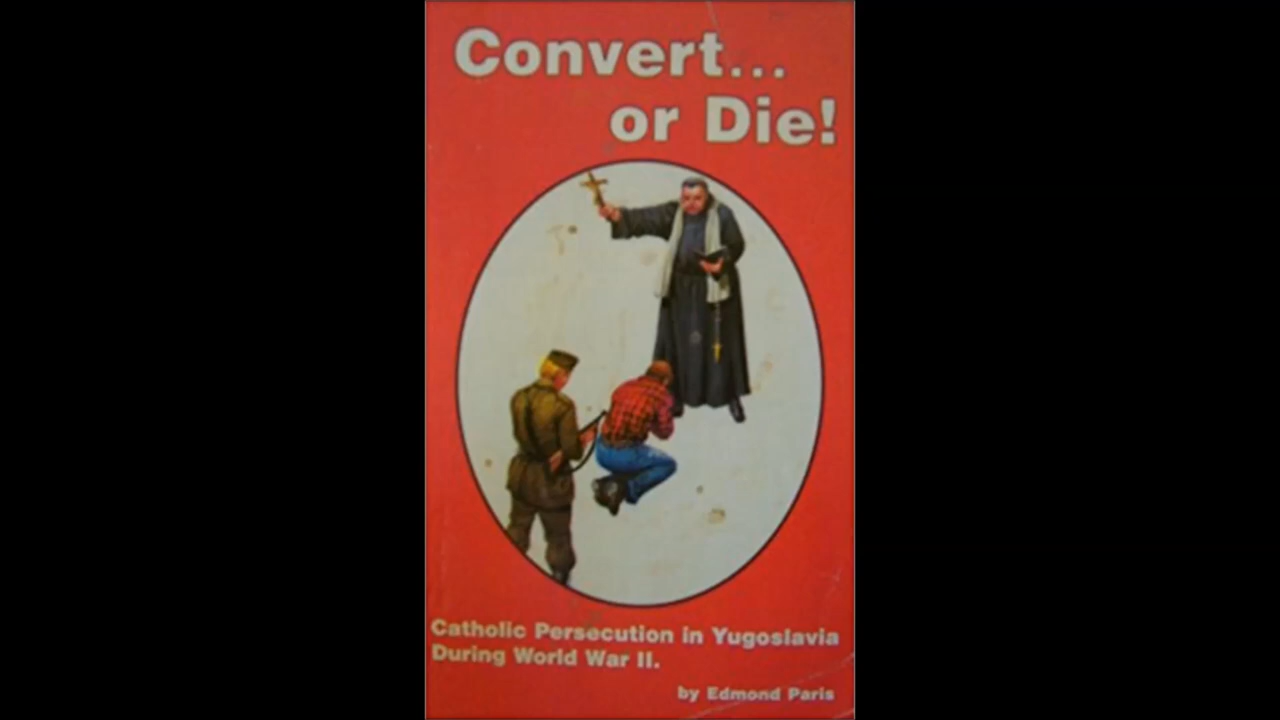 Convert...
or Die!
Catholic Persecution in Yugoslavia
During World War II.
by Edmond Paris